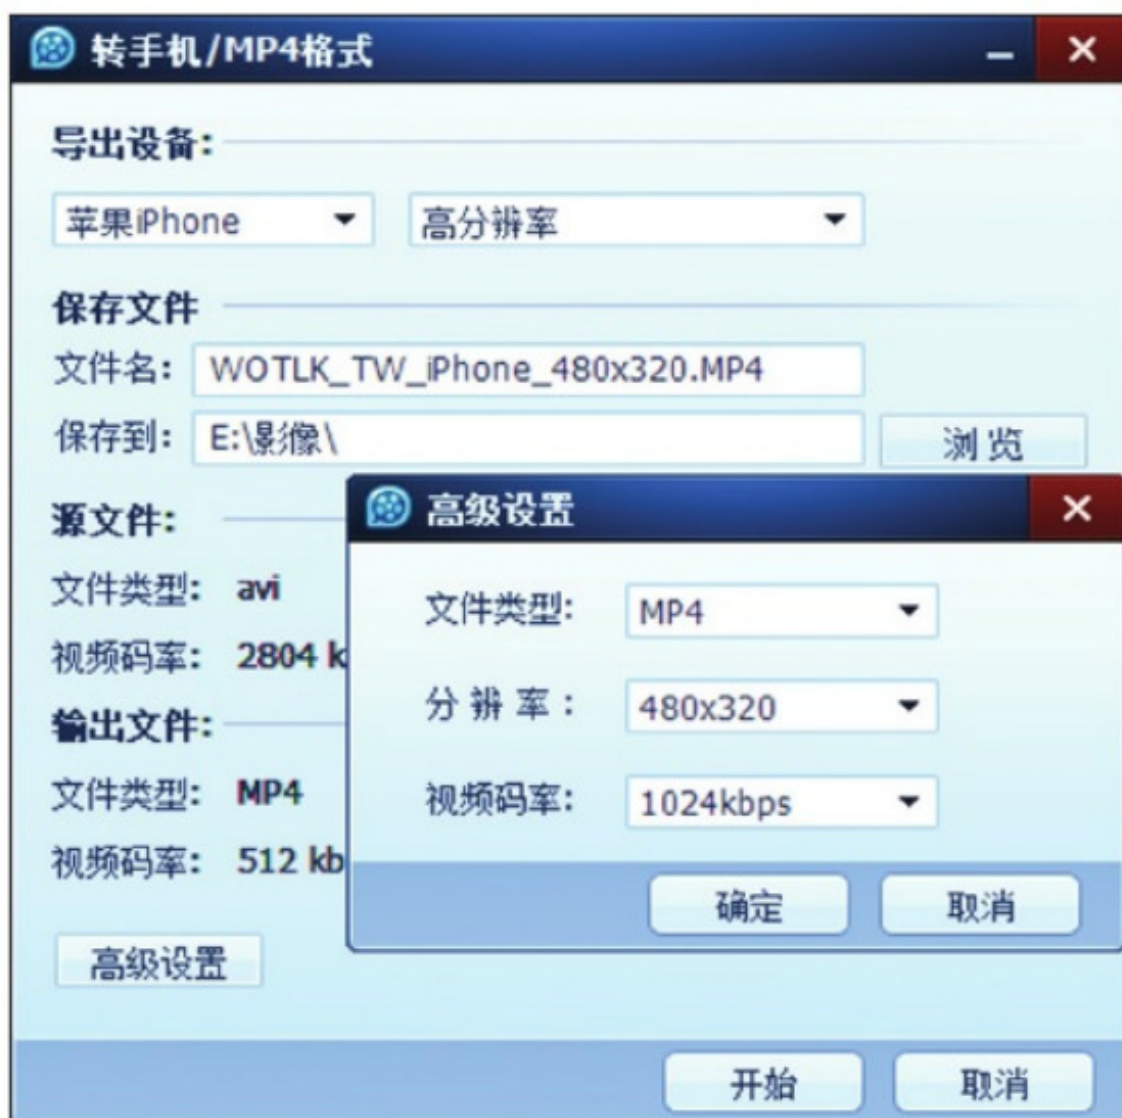 转手机/MP4格式
导出设备:
苹果iPhone 高分辨率
保存文件
文件名: WOTLK_TW_iPhone_480x320.MP4
保存到: E:\影像\ 浏览
源文件:
文件类型: avi
视频码率: 2804 k
输出文件:
文件类型: MP4
视频码率: 512 kb
高级设置
高级设置
文件类型: MP4
分辨率: 480x320
视频码率: 1024kbps
确定 取消
开始 取消